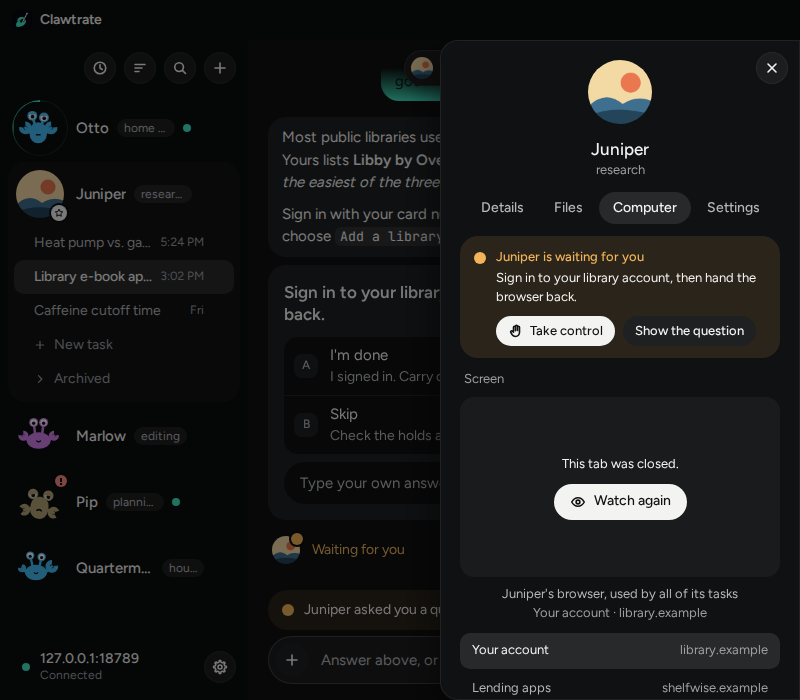 Clawtrate
Otto home ...
Juniper resear...
Heat pump vs. ga... 5:24 PM
Library e-book ap... 3:02 PM
Caffeine cutoff time Fri
New task
Archived
Marlow editing
Pip planni...
Quarterm... hou...
127.0.0.1:18789
Connected
Most public libraries use
Yours lists Libby by Ove
the easiest of the three
Sign in with your card
choose Add a library
Sign in to your librar
back.
A I'm done
I signed in. Carry
B Skip
Check the holds a
Type your own answ
Waiting for you
Juniper asked you a qu
Answer above, or
Juniper
research
Details Files Computer Settings
Juniper is waiting for you
Sign in to your library account, then hand the
browser back.
Take control Show the question
Screen
This tab was closed.
Watch again
Juniper's browser, used by all of its tasks
Your account · library.example
Your account library.example
Lending apps shelfwise.example